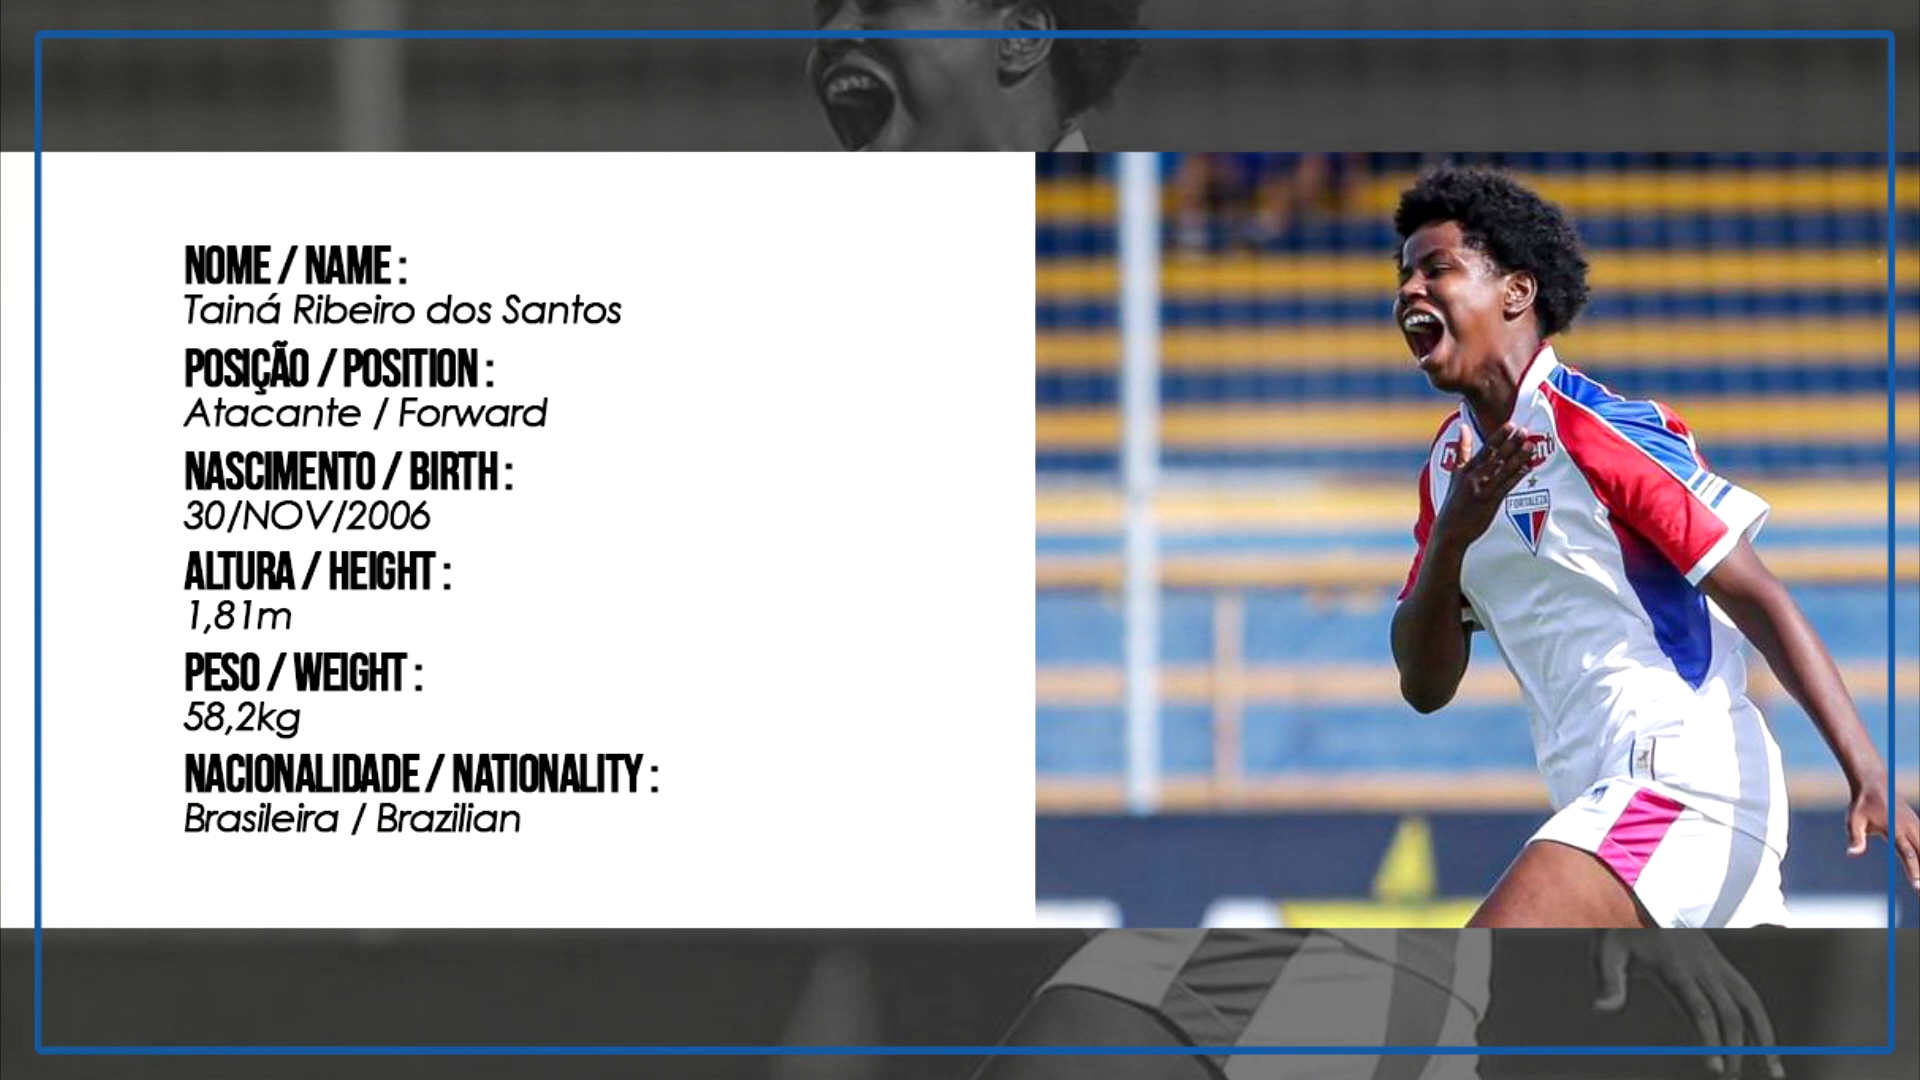 NOME / NAME :
Tainá Ribeiro dos Santos
POSIÇÃO / POSITION :
Atacante / Forward
NASCIMENTO / BIRTH :
30/NOV/2006
ALTURA / HEIGHT :
1,81m
PESO / WEIGHT :
58,2kg
NACIONALIDADE / NATIONALITY :
Brasileira / Brazilian
FORTALEZA